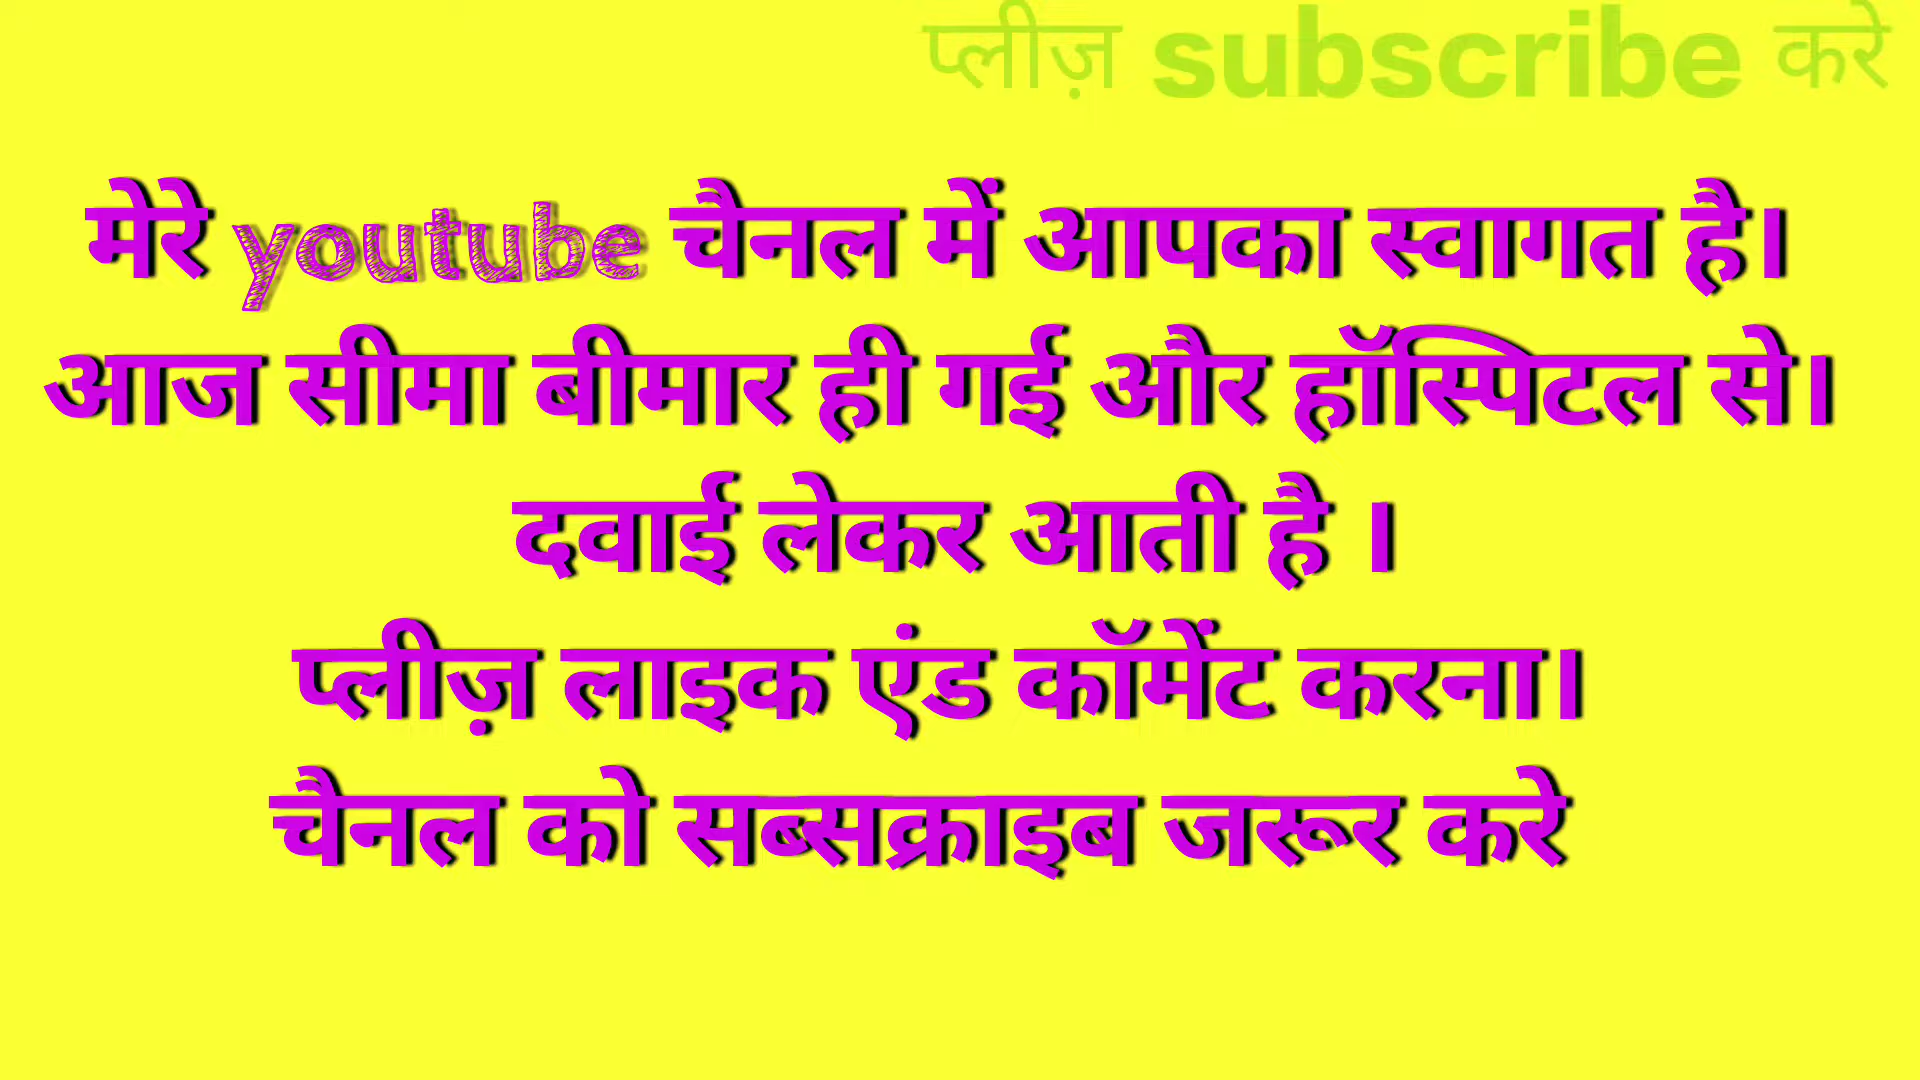 प्लीज़ subscribe करे
मेरे youtube चैनल में आपका स्वागत है।
आज सीमा बीमार ही गई और हॉस्पिटल से।
दवाई लेकर आती है ।
प्लीज़ लाइक एंड कॉमेंट करना।
चैनल को सब्सक्राइब जरूर करे